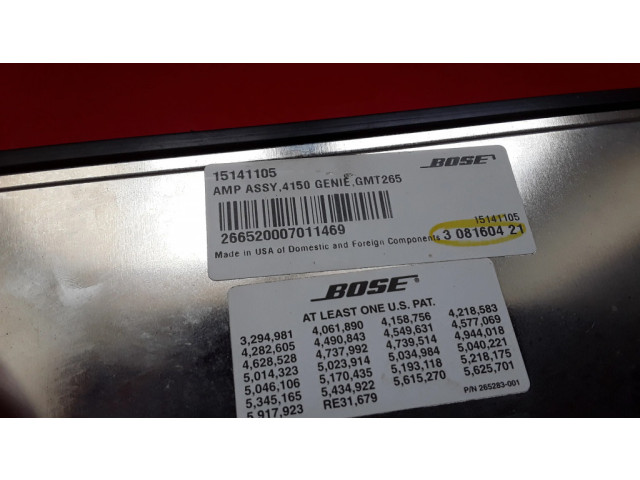 15141105
AMP ASSY,4150 GENIE,GMT265
BOSE
266520007011469
15141105
Made in USA of Domestic and Foreign Components
3 081604 21
BOSE
AT LEAST ONE U.S. PAT.
3,294,981 4,061,890 4,158,756 4,218,583
4,282,605 4,490,843 4,549,631 4,577,069
4,628,528 4,737,992 4,739,514 4,944,018
5,014,323 5,023,914 5,034,984 5,040,221
5,046,106 5,170,435 5,193,118 5,218,175
5,345,165 5,434,922 5,615,270 5,625,701
5,917,923 RE31,679
P/N 265283-001